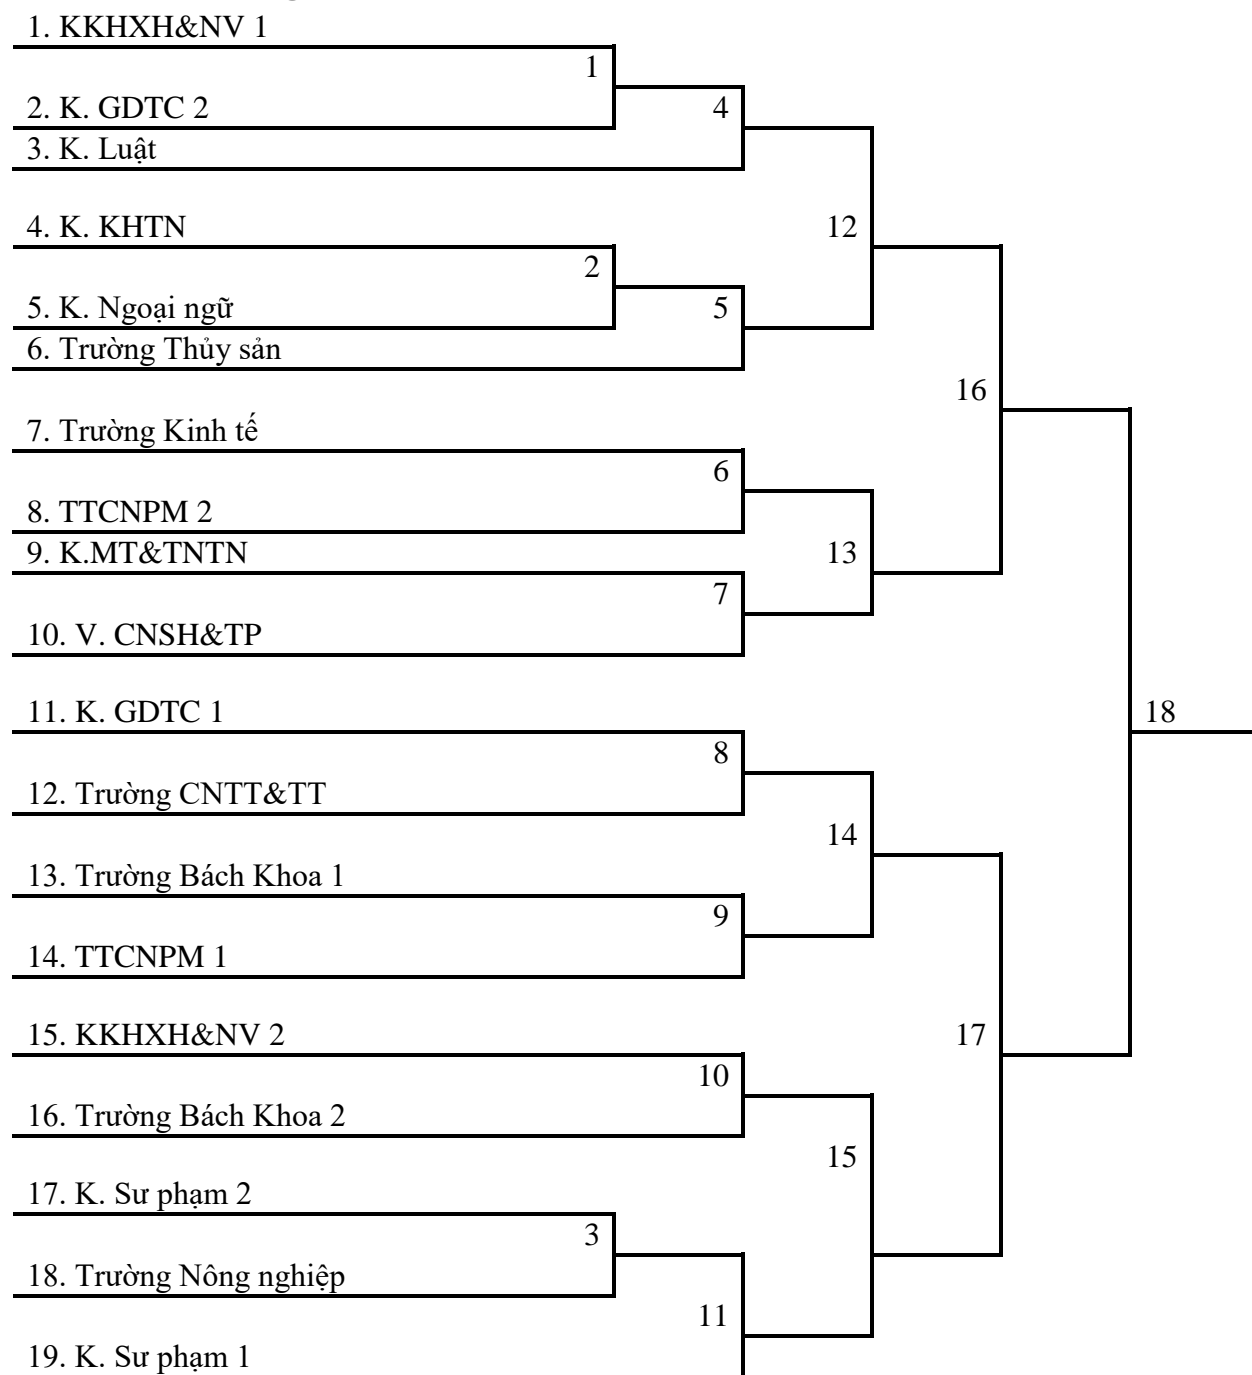 1. KKHXH&NV 1
1
2. K. GDTC 2
4
3. K. Luật
4. K. KHTN
12
2
5. K. Ngoại ngữ
5
6. Trường Thủy sản
16
7. Trường Kinh tế
6
8. TTCNPM 2
9. K.MT&TNTN
13
7
10. V. CNSH&TP
11. K. GDTC 1
18
8
12. Trường CNTT&TT
14
13. Trường Bách Khoa 1
9
14. TTCNPM 1
15. KKHXH&NV 2
17
10
16. Trường Bách Khoa 2
15
17. K. Sư phạm 2
3
18. Trường Nông nghiệp
11
19. K. Sư phạm 1